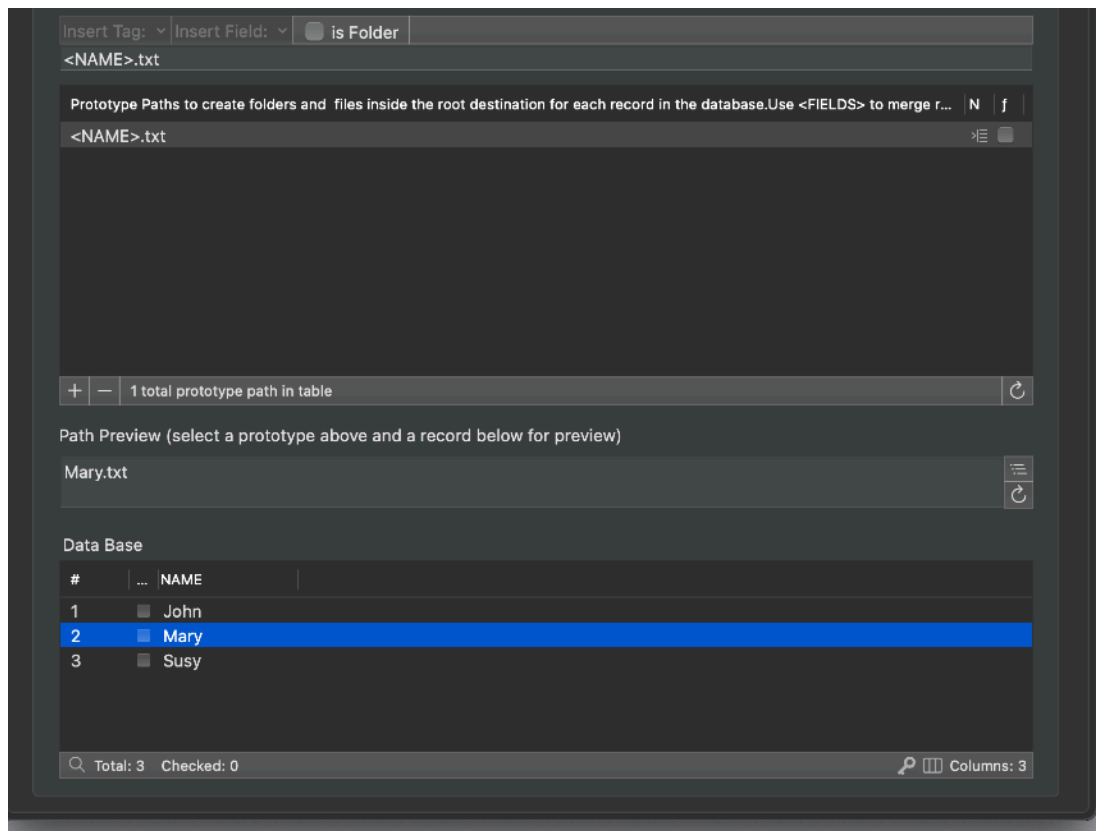 Insert Tag: Insert Field: is Folder
<NAME>.txt
Prototype Paths to create folders and  files inside the root destination for each record in the database.Use <FIELDS> to merge r... N ƒ
<NAME>.txt
+ − 1 total prototype path in table
Path Preview (select a prototype above and a record below for preview)
Mary.txt
Data Base
# ... NAME
1 John
2 Mary
3 Susy
Total: 3 Checked: 0 Columns: 3